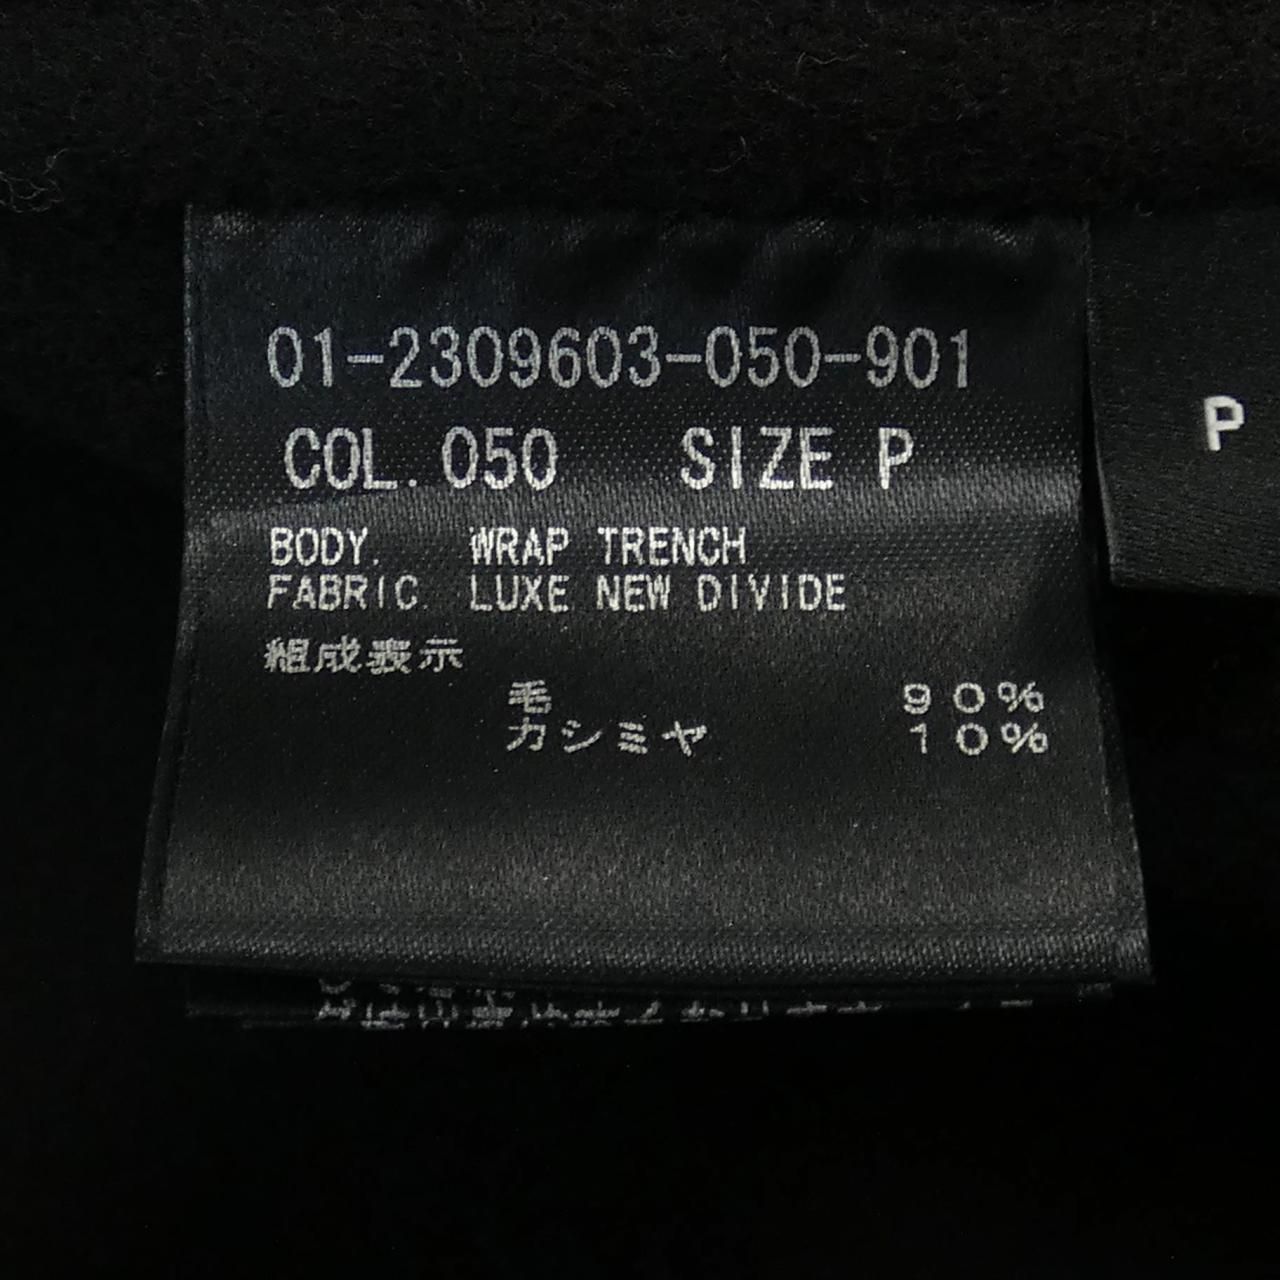 01-2309603-050-901
COL. 050 SIZE P
BODY. WRAP TRENCH
FABRIC. LUXE NEW DIVIDE
組成表示
毛 90%
カシミヤ 10%
P